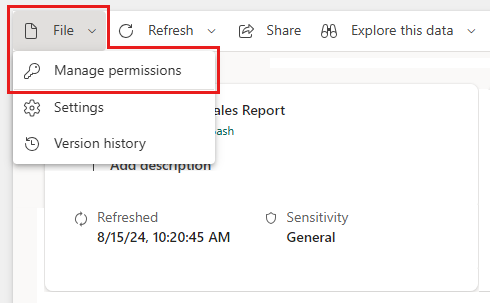 File Refresh Share Explore this data
Manage permissions
Settings
Version history
ales Report
ash
Add description
Refreshed Sensitivity
8/15/24, 10:20:45 AM General